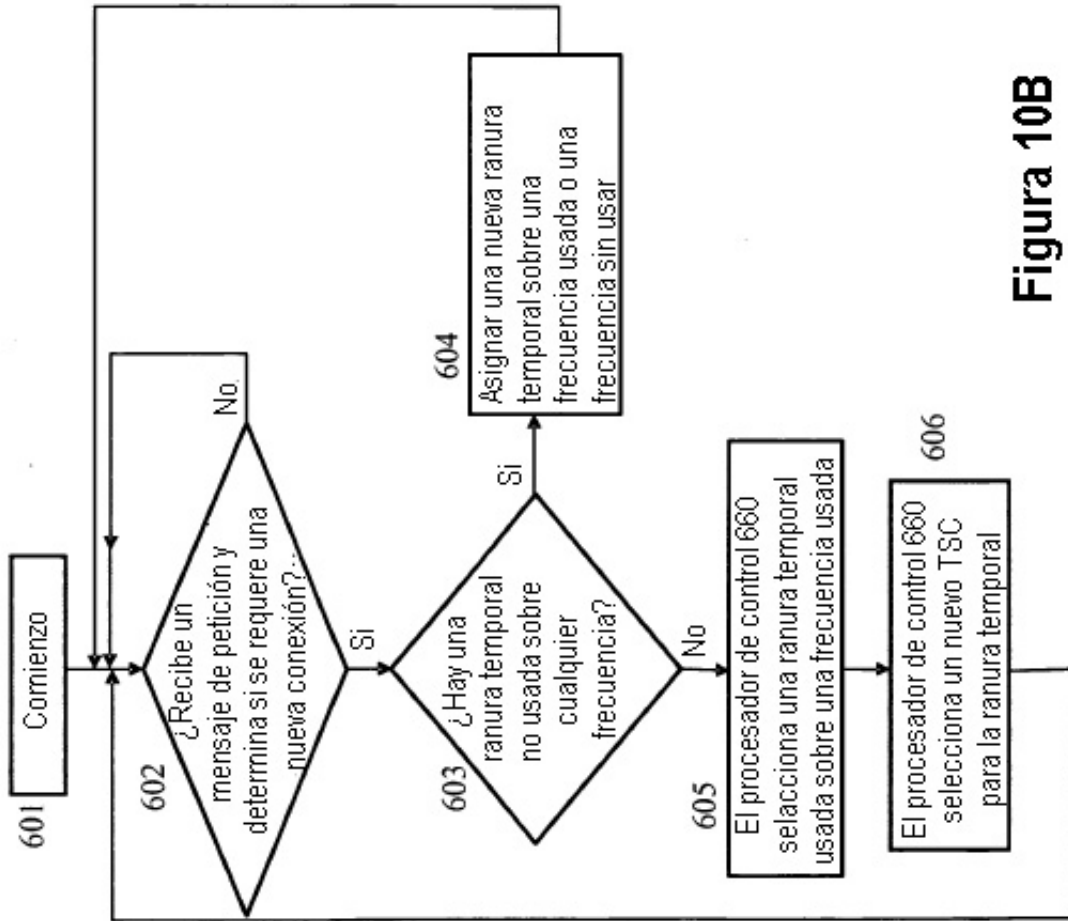 601
Comienzo
602
¿Recibe un
mensaje de petición y
determina si se requere una
nueva conexión?...
No
Si
603
¿Hay una
ranura temporal
no usada sobre
cualquier
frecuencia?
Si
604
Asignar una nueva ranura
temporal sobre una
frecuencia usada o una
frecuencia sin usar
No
605
El procesador de control 660
selacciona una ranura temporal
usada sobre una frecuencia usada
606
El procesador de control 660
selecciona un nuevo TSC
para la ranura temporal
Figura 10B